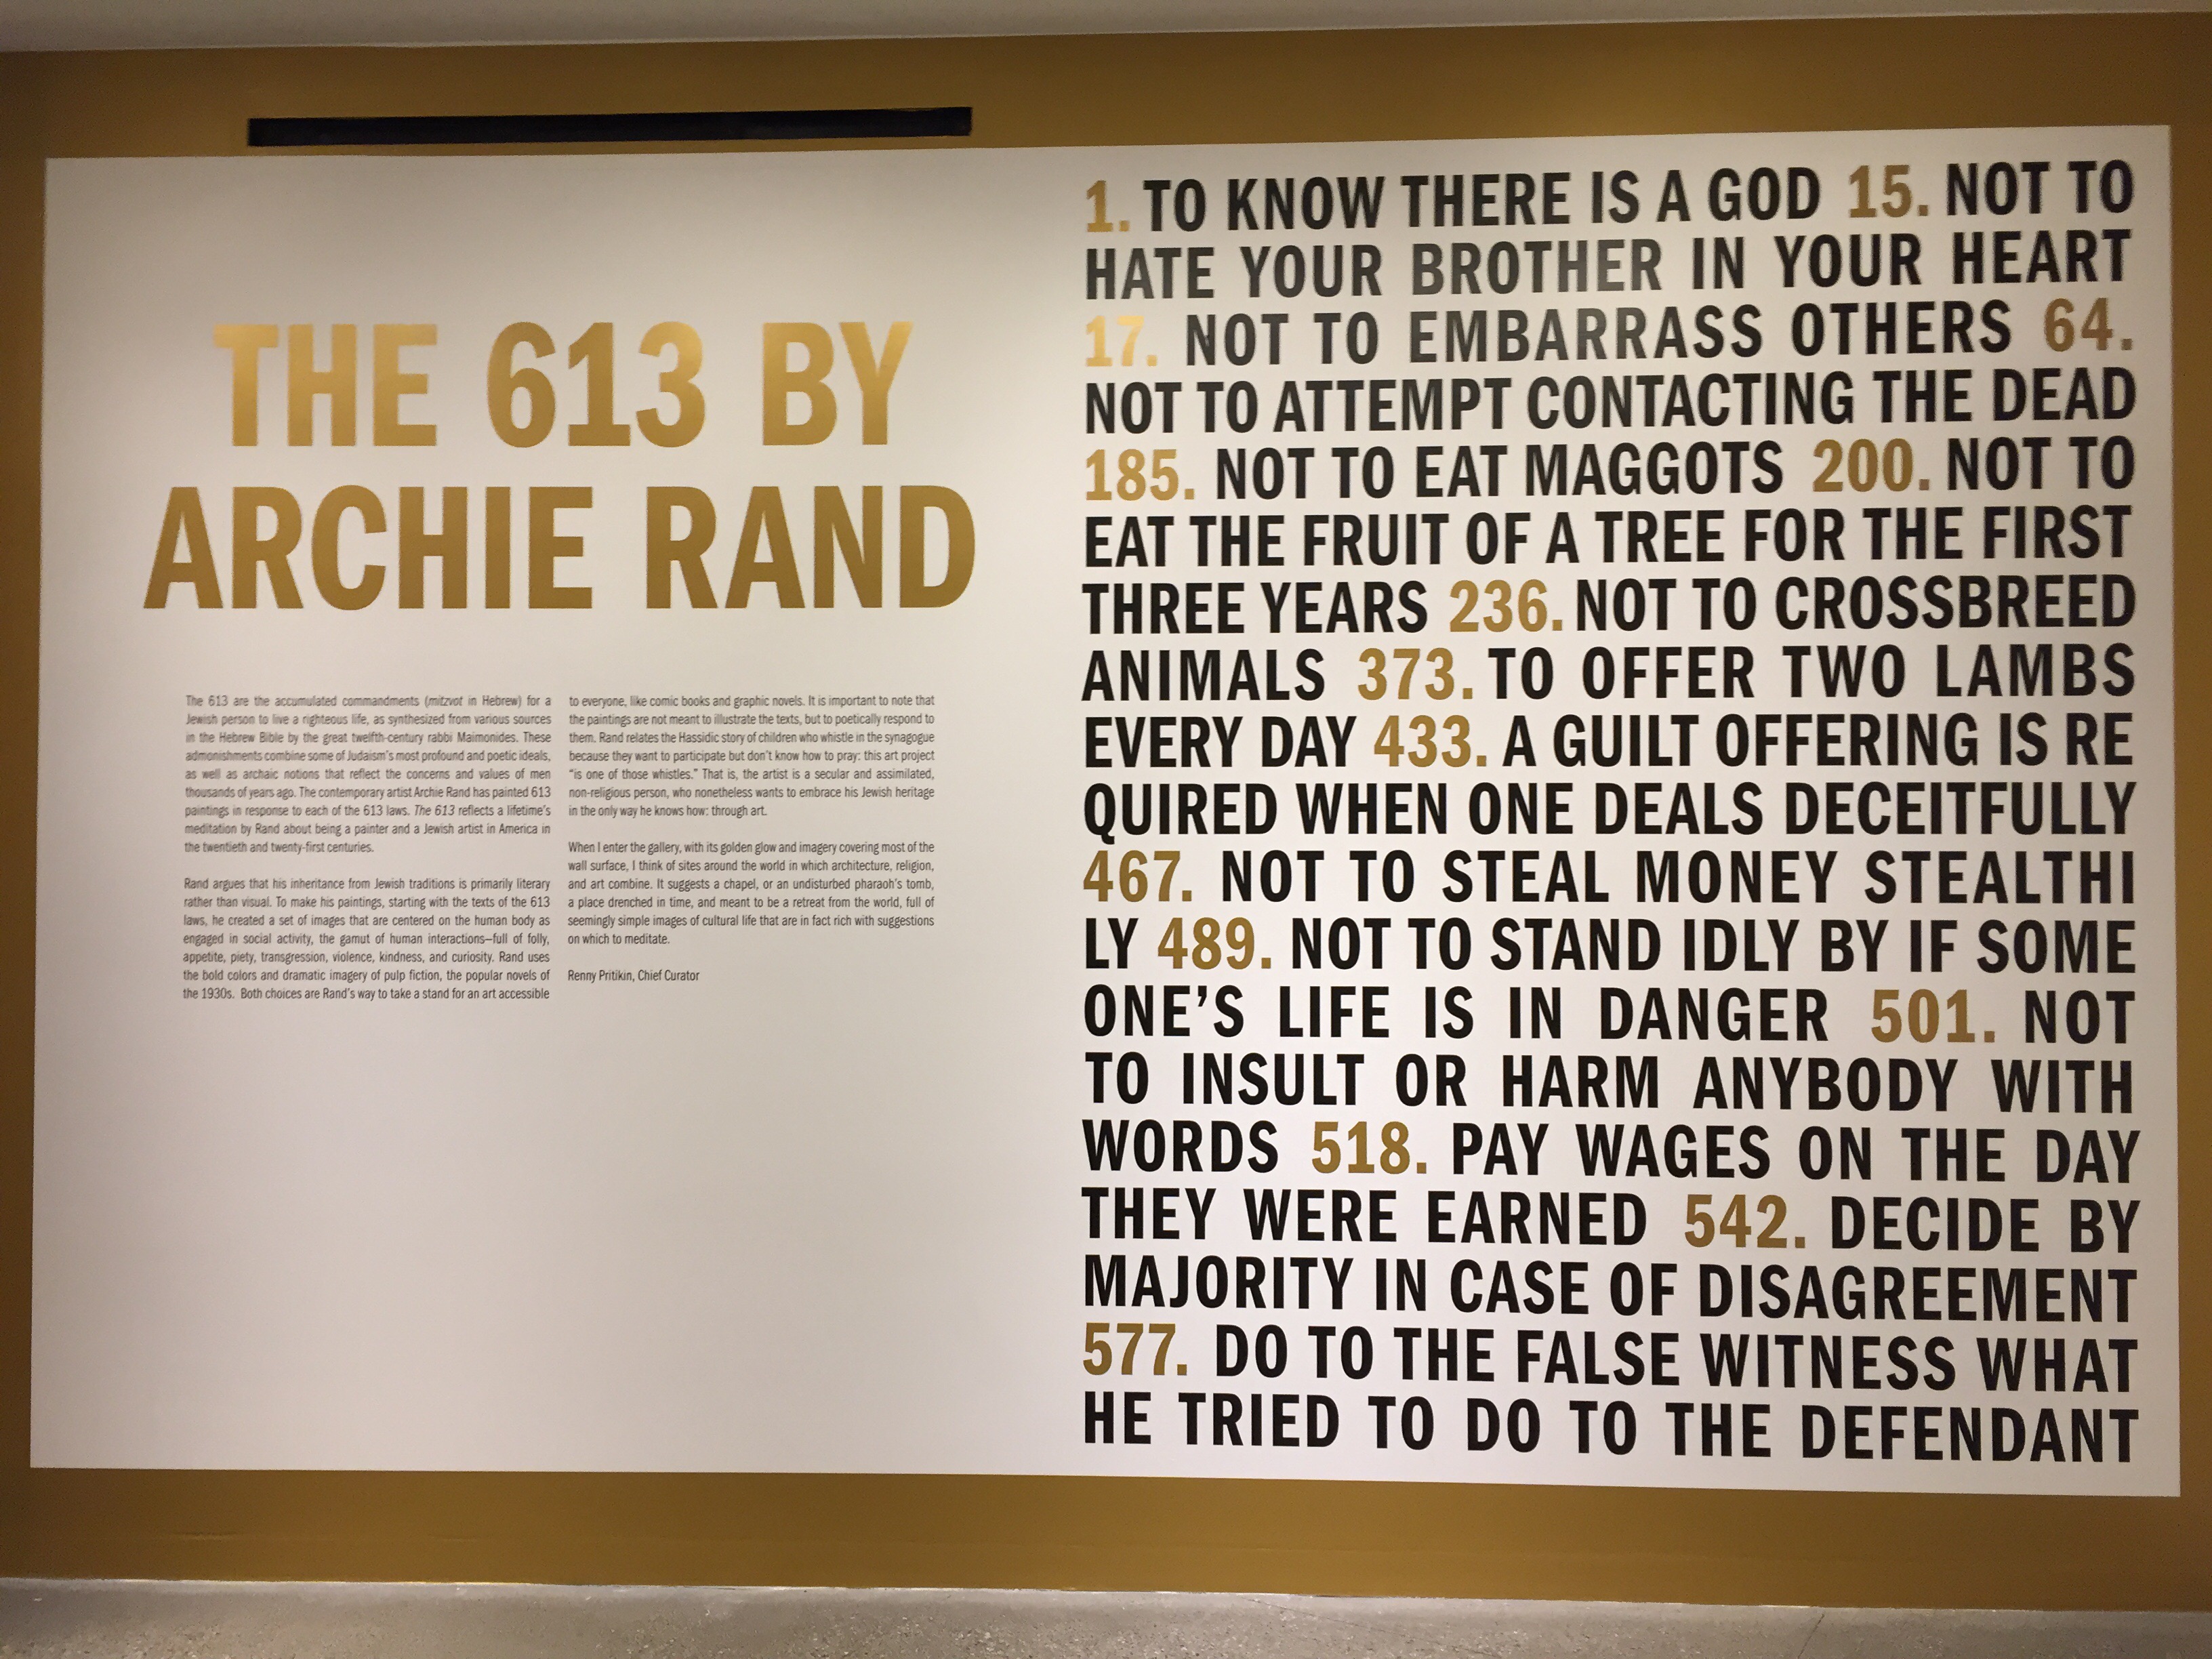 THE 613 BY
ARCHIE RAND
The 613 are the accumulated commandments (mitzvot in Hebrew) for a
Jewish person to live a righteous life, as synthesized from various sources
in the Hebrew Bible by the great twelfth-century rabbi Maimonides. These
admonishments combine some of Judaism's most profound and poetic ideals,
as well as archaic notions that reflect the concerns and values of men
thousands of years ago. The contemporary artist Archie Rand has painted 613
paintings in response to each of the 613 laws. The 613 reflects a lifetime's
meditation by Rand about being a painter and a Jewish artist in America in
the twentieth and twenty-first centuries.
Rand argues that his inheritance from Jewish traditions is primarily literary
rather than visual. To make his paintings, starting with the texts of the 613
laws, he created a set of images that are centered on the human body as
engaged in social activity, the gamut of human interactions—full of folly,
appetite, piety, transgression, violence, kindness, and curiosity. Rand uses
the bold colors and dramatic imagery of pulp fiction, the popular novels of
the 1930s. Both choices are Rand's way to take a stand for an art accessible
to everyone, like comic books and graphic novels. It is important to note that
the paintings are not meant to illustrate the texts, but to poetically respond to
them. Rand relates the Hassidic story of children who whistle in the synagogue
because they want to participate but don't know how to pray: this art project
“is one of those whistles.” That is, the artist is a secular and assimilated,
non-religious person, who nonetheless wants to embrace his Jewish heritage
in the only way he knows how: through art.
When I enter the gallery, with its golden glow and imagery covering most of the
wall surface, I think of sites around the world in which architecture, religion,
and art combine. It suggests a chapel, or an undisturbed pharaoh's tomb,
a place drenched in time, and meant to be a retreat from the world, full of
seemingly simple images of cultural life that are in fact rich with suggestions
on which to meditate.
Renny Pritikin, Chief Curator
1. TO KNOW THERE IS A GOD 15. NOT TO
HATE YOUR BROTHER IN YOUR HEART
17. NOT TO EMBARRASS OTHERS 64.
NOT TO ATTEMPT CONTACTING THE DEAD
185. NOT TO EAT MAGGOTS 200. NOT TO
EAT THE FRUIT OF A TREE FOR THE FIRST
THREE YEARS 236. NOT TO CROSSBREED
ANIMALS 373. TO OFFER TWO LAMBS
EVERY DAY 433. A GUILT OFFERING IS RE
QUIRED WHEN ONE DEALS DECEITFULLY
467. NOT TO STEAL MONEY STEALTHI
LY 489. NOT TO STAND IDLY BY IF SOME
ONE'S LIFE IS IN DANGER 501. NOT
TO INSULT OR HARM ANYBODY WITH
WORDS 518. PAY WAGES ON THE DAY
THEY WERE EARNED 542. DECIDE BY
MAJORITY IN CASE OF DISAGREEMENT
577. DO TO THE FALSE WITNESS WHAT
HE TRIED TO DO TO THE DEFENDANT